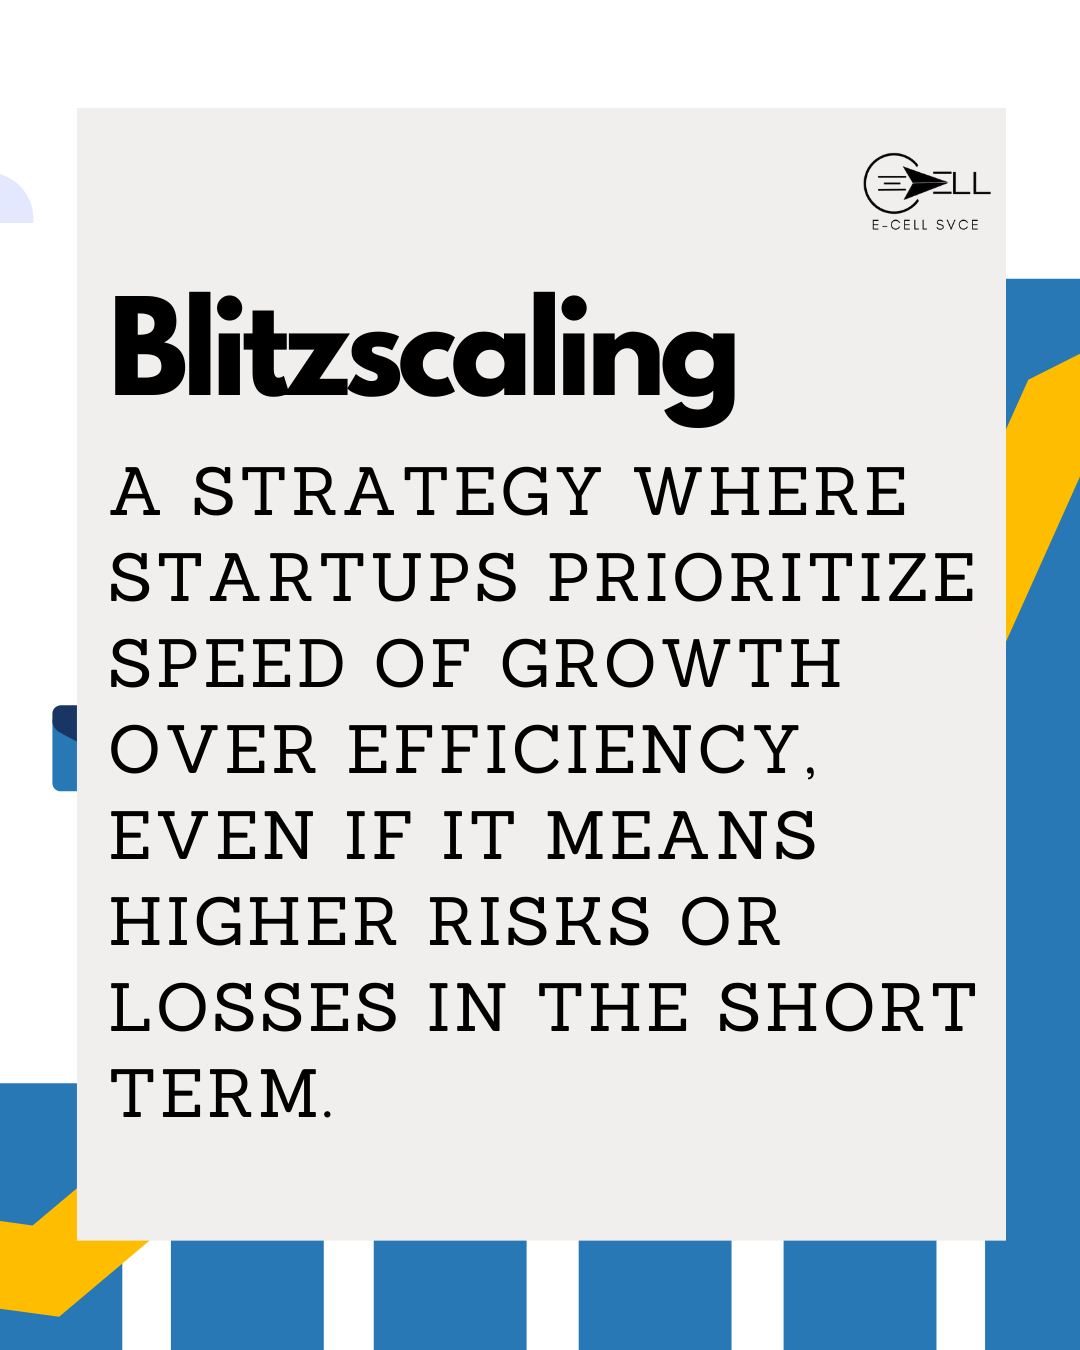 ELL
E-CELL SVCE
Blitzscaling
A STRATEGY WHERE
STARTUPS PRIORITIZE
SPEED OF GROWTH
OVER EFFICIENCY,
EVEN IF IT MEANS
HIGHER RISKS OR
LOSSES IN THE SHORT
TERM.